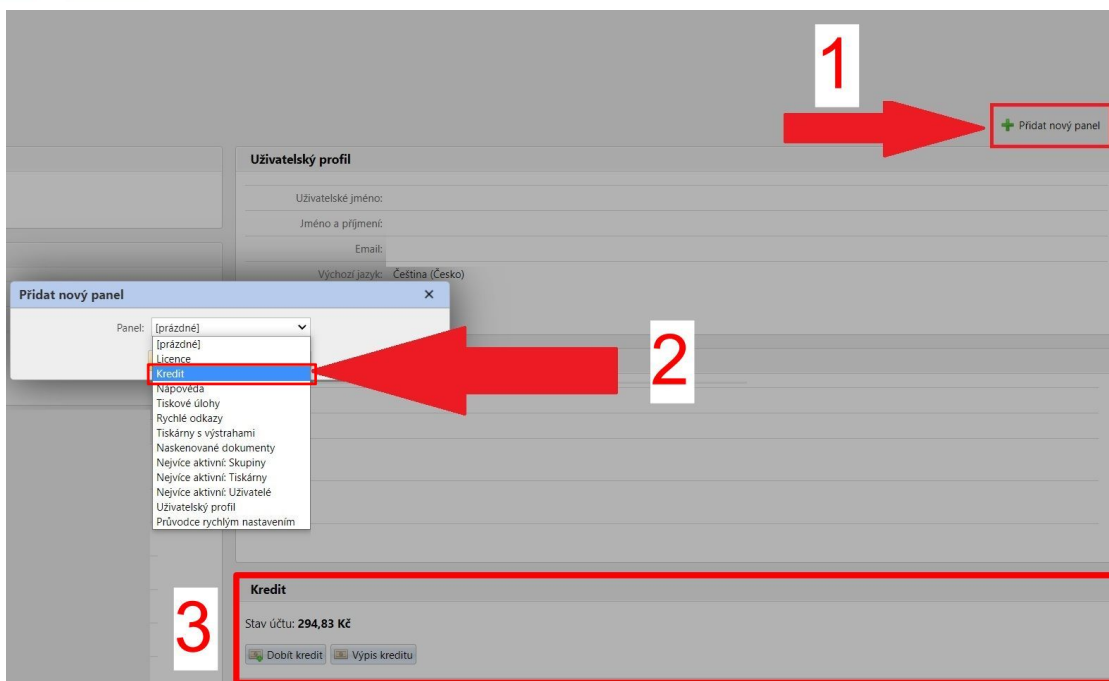 1
Přidat nový panel
Uživatelský profil
Uživatelské jméno:
Jméno a příjmení:
Email:
Výchozí jazyk: Čeština (Česko)
Přidat nový panel
Panel: [prázdné]
[prázdné]
Licence
Kredit
Nápověda
Tiskové úlohy
Rychlé odkazy
Tiskárny s výstrahami
Naskenované dokumenty
Nejvíce aktivní: Skupiny
Nejvíce aktivní: Tiskárny
Nejvíce aktivní: Uživatelé
Uživatelský profil
Průvodce rychlým nastavením
2
3
Kredit
Stav účtu: 294,83 Kč
Dobít kredit Výpis kreditu